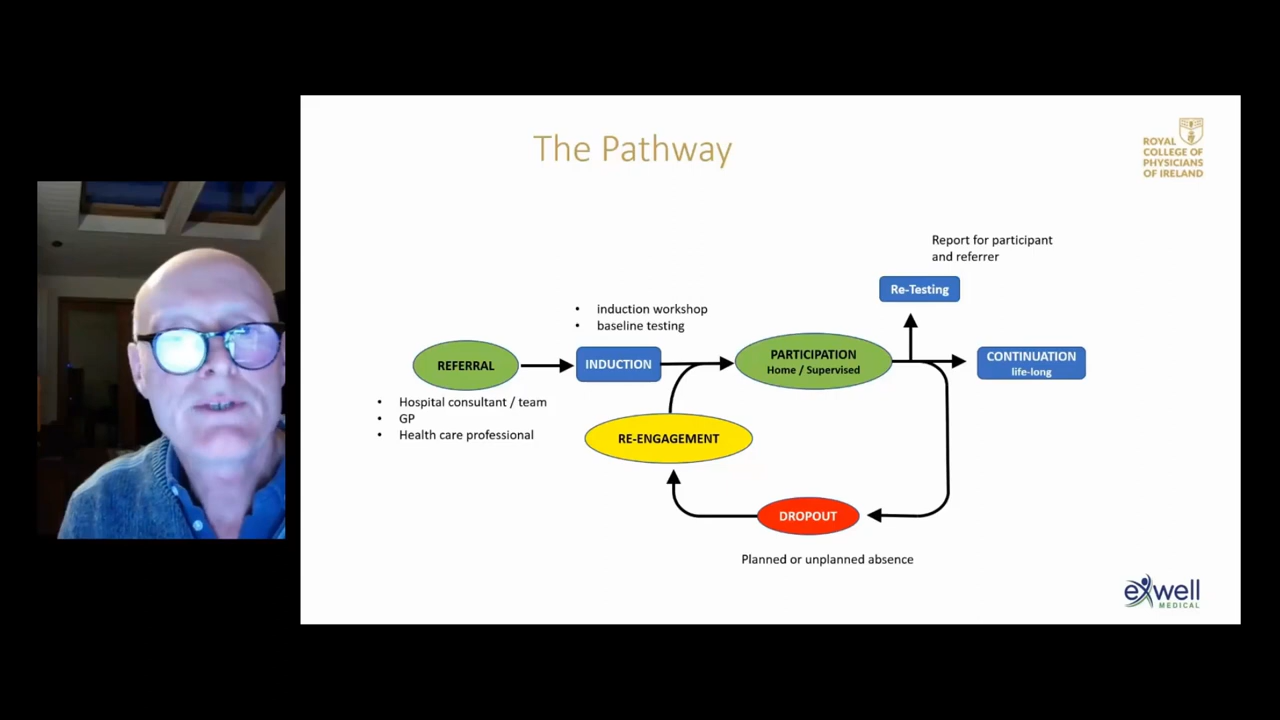 The Pathway
ROYAL
COLLEGE OF
PHYSICIANS
OF IRELAND
Report for participant
and referrer
Re-Testing
• induction workshop
• baseline testing
REFERRAL
INDUCTION
PARTICIPATION
Home / Supervised
CONTINUATION
life-long
• Hospital consultant / team
• GP
• Health care professional
RE-ENGAGEMENT
DROPOUT
Planned or unplanned absence
exwell
MEDICAL